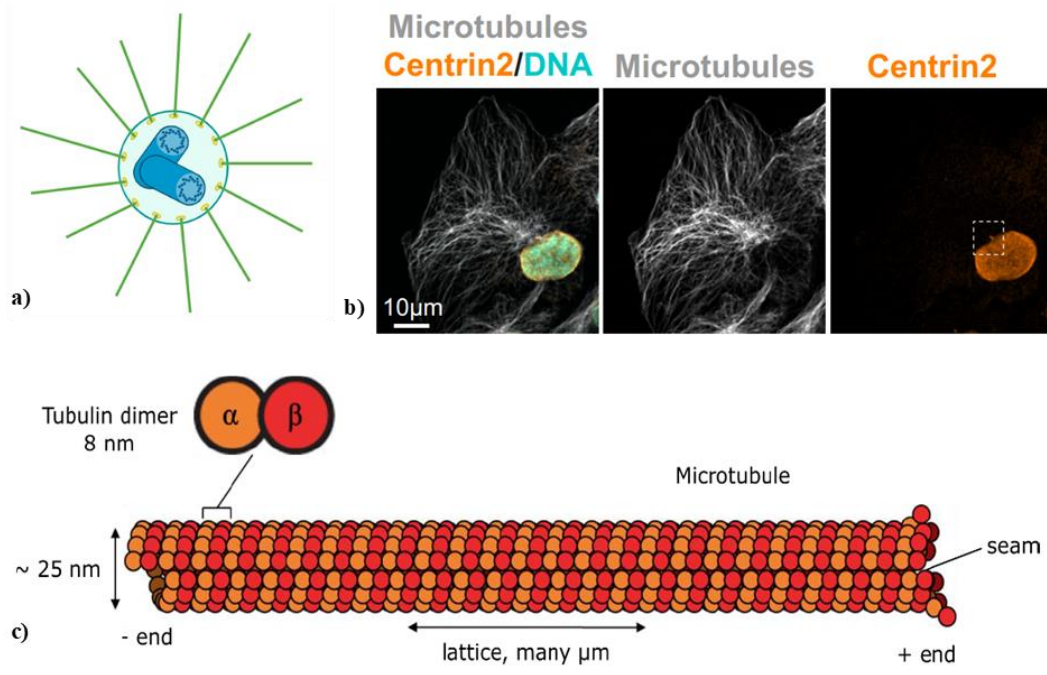 a)
Microtubules
Centrin2/DNA
Microtubules
Centrin2
b)
10µm
Tubulin dimer
8 nm
α
β
Microtubule
seam
~ 25 nm
c)
- end
lattice, many µm
+ end